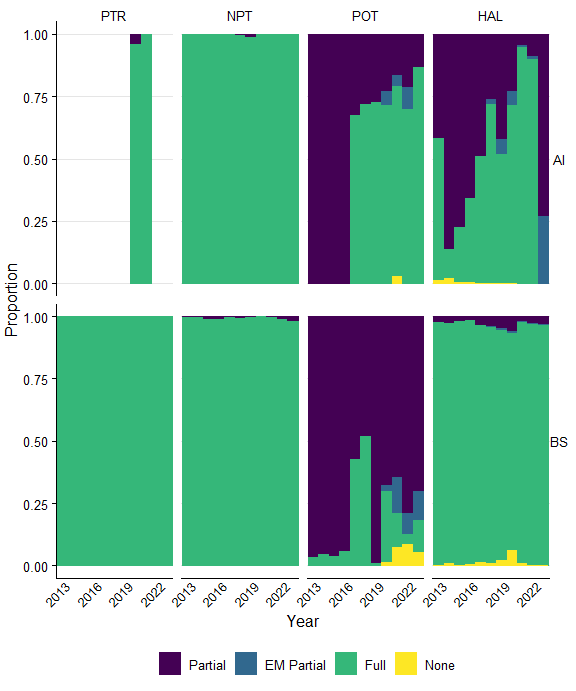 PTR NPT POT HAL
1.00
0.75
0.50
0.25
0.00
AI
Proportion
1.00
0.75
0.50
0.25
0.00
BS
2013 2016 2019 2022 2013 2016 2019 2022 2013 2016 2019 2022 2013 2016 2019 2022
Year
Partial EM Partial Full None